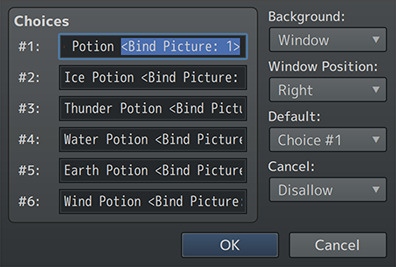 Choices
#1: Potion <Bind Picture: 1>
#2: Ice Potion <Bind Picture:
#3: Thunder Potion <Bind Pictu
#4: Water Potion <Bind Picture
#5: Earth Potion <Bind Picture
#6: Wind Potion <Bind Picture:
Background:
Window
Window Position:
Right
Default:
Choice #1
Cancel:
Disallow
OK
Cancel